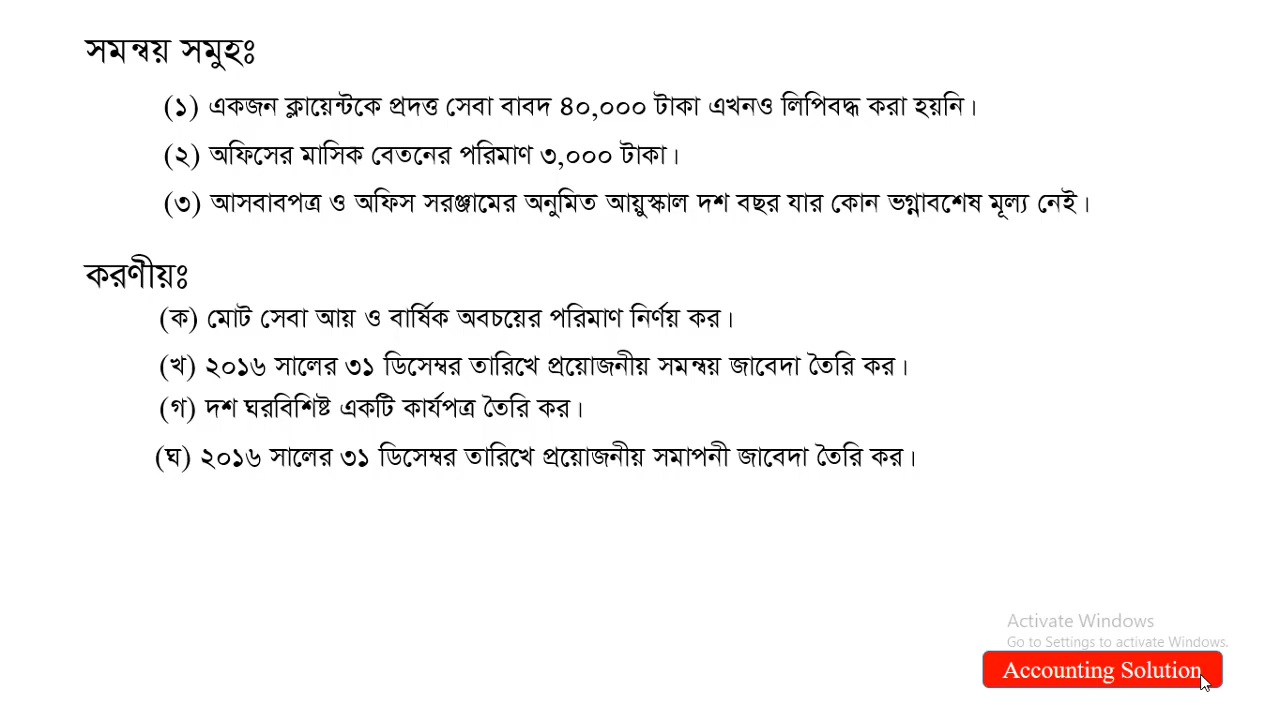 সমন্বয় সমুহঃ
(১) একজন ক্লায়েন্টকে প্রদত্ত সেবা বাবদ ৪০,০০০ টাকা এখনও লিপিবদ্ধ করা হয়নি।
(২) অফিসের মাসিক বেতনের পরিমাণ ৩,০০০ টাকা।
(৩) আসবাবপত্র ও অফিস সরঞ্জামের অনুমিত আয়ুস্কাল দশ বছর যার কোন ভগ্নাবশেষ মূল্য নেই।
করণীয়ঃ
(ক) মোট সেবা আয় ও বার্ষিক অবচয়ের পরিমাণ নির্ণয় কর।
(খ) ২০১৬ সালের ৩১ ডিসেম্বর তারিখে প্রয়োজনীয় সমন্বয় জাবেদা তৈরি কর।
(গ) দশ ঘরবিশিষ্ট একটি কার্যপত্র তৈরি কর।
(ঘ) ২০১৬ সালের ৩১ ডিসেম্বর তারিখে প্রয়োজনীয় সমাপনী জাবেদা তৈরি কর।
Activate Windows
Go to Settings to activate Windows.
Accounting Solution